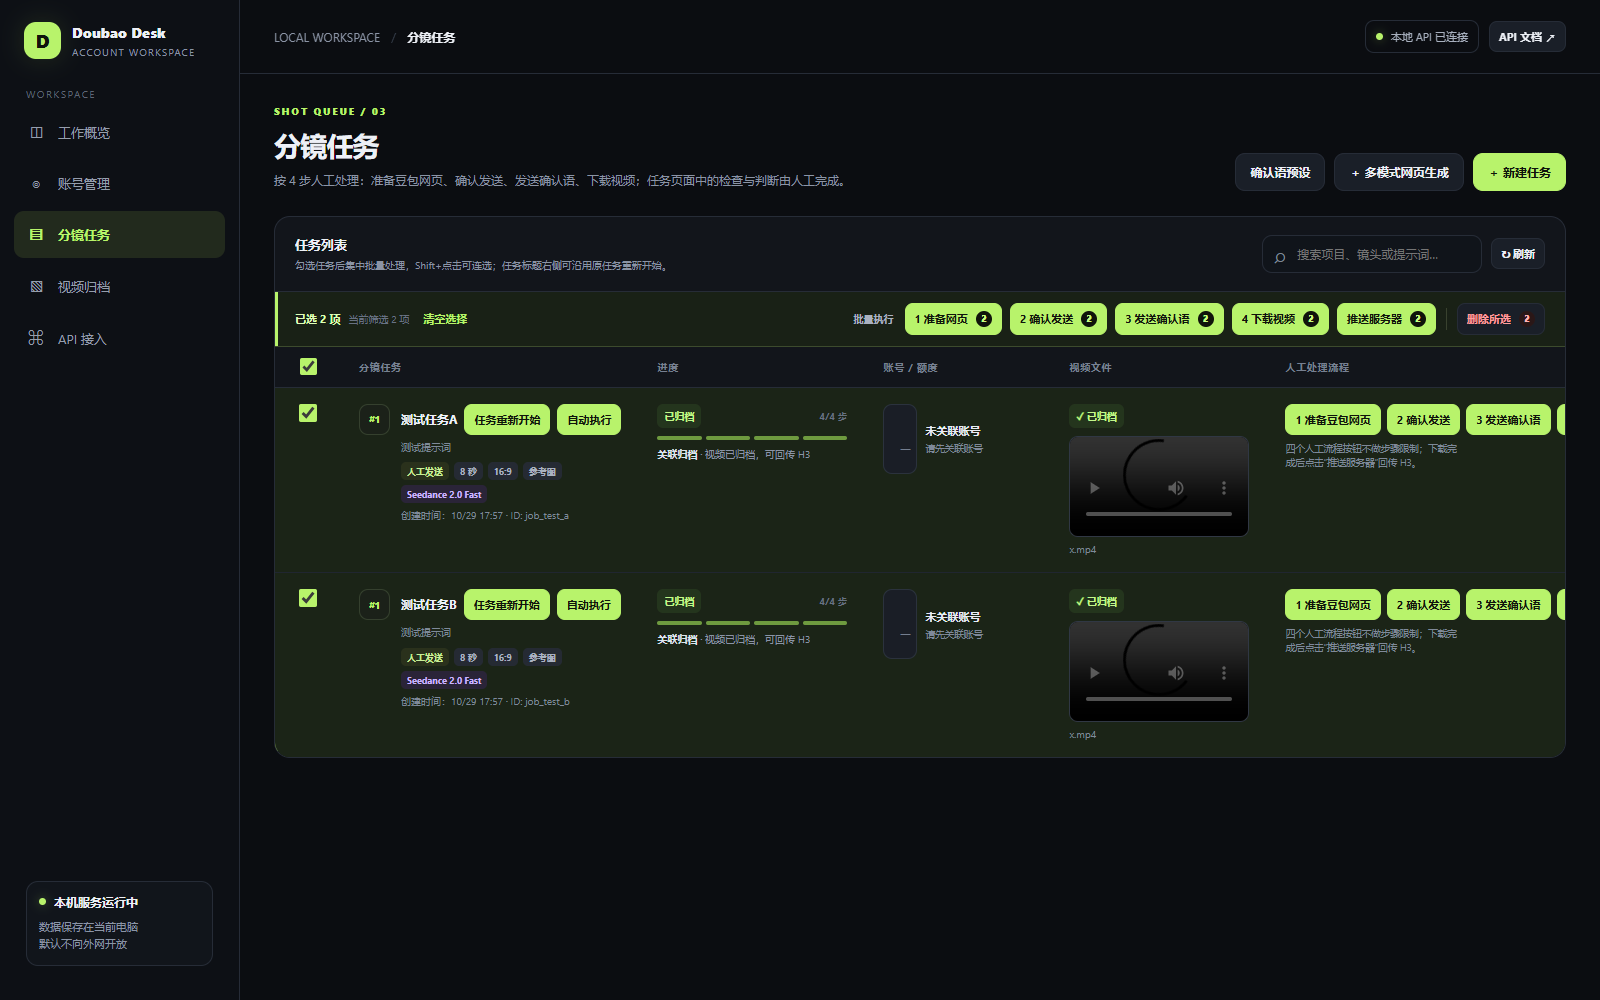 D
Doubao Desk
ACCOUNT WORKSPACE
WORKSPACE
工作概览
账号管理
分镜任务
视频归档
API 接入
本机服务运行中
数据保存在当前电脑
默认不向外网开放
LOCAL WORKSPACE / 分镜任务
本地 API 已连接
API 文档 ↗
SHOT QUEUE / 03
分镜任务
按 4 步人工处理：准备豆包网页、确认发送、发送确认语、下载视频；任务页面中的检查与判断由人工完成。
确认语预设
+ 多模式网页生成
+ 新建任务
任务列表
勾选任务后集中批量处理，Shift+点击可连选；任务标题右侧可沿用原任务重新开始。
搜索项目、镜头或提示词...
↻ 刷新
已选 2 项 当前筛选 2 项 清空选择
批量执行 1 准备网页 2 2 确认发送 2 3 发送确认语 2 4 下载视频 2 推送服务器 2 删除所选 2
分镜任务 进度 账号 / 额度 视频文件 人工处理流程
#1 测试任务A 任务重新开始 自动执行
测试提示词
人工发送 8 秒 16:9 参考图
Seedance 2.0 Fast
创建时间：10/29 17:57 · ID: job_test_a
已归档 4/4 步
关联归档 · 视频已归档，可回传 H3
—
未关联账号
请先关联账号
✓ 已归档
x.mp4
1 准备豆包网页 2 确认发送 3 发送确认语
四个人工流程按钮不做步骤限制；下载完
成后点击“推送服务器”回传 H3。
#1 测试任务B 任务重新开始 自动执行
测试提示词
人工发送 8 秒 16:9 参考图
Seedance 2.0 Fast
创建时间：10/29 17:57 · ID: job_test_b
已归档 4/4 步
关联归档 · 视频已归档，可回传 H3
—
未关联账号
请先关联账号
✓ 已归档
x.mp4
1 准备豆包网页 2 确认发送 3 发送确认语
四个人工流程按钮不做步骤限制；下载完
成后点击“推送服务器”回传 H3。